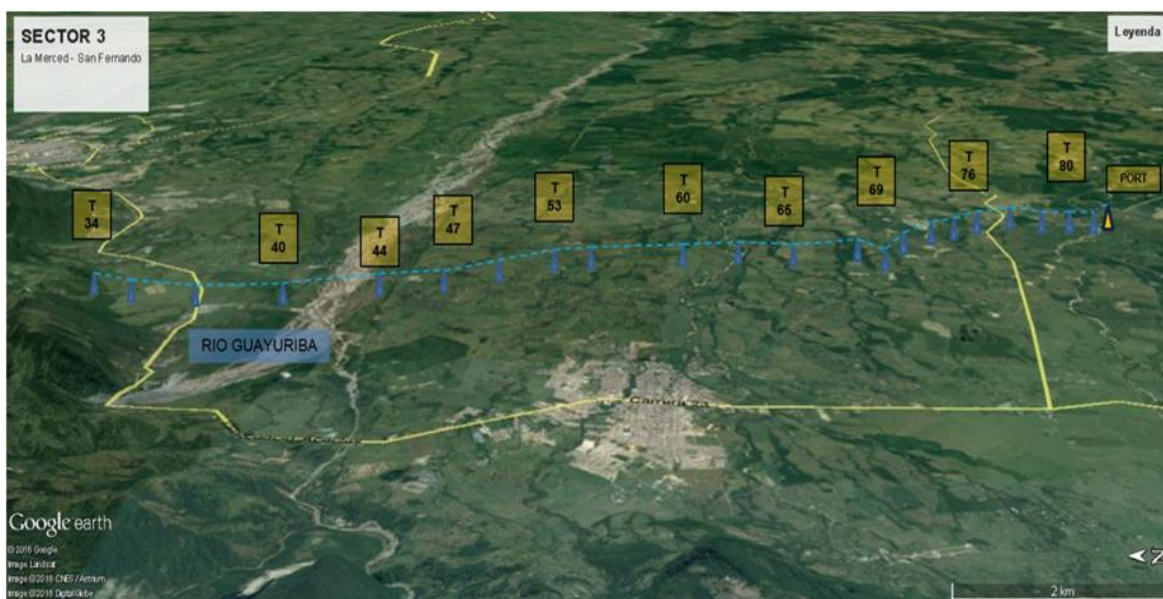 SECTOR 3
La Merced - San Fernando
Leyenda
T
34
T
40
T
44
T
47
T
53
T
60
T
65
T
69
T
76
T
80
PORT
RIO GUAYURIBA
Google earth
© 2016 Google
Image Landsat
Image © 2016 CNES / Astrium
Image © 2016 DigitalGlobe
2 km